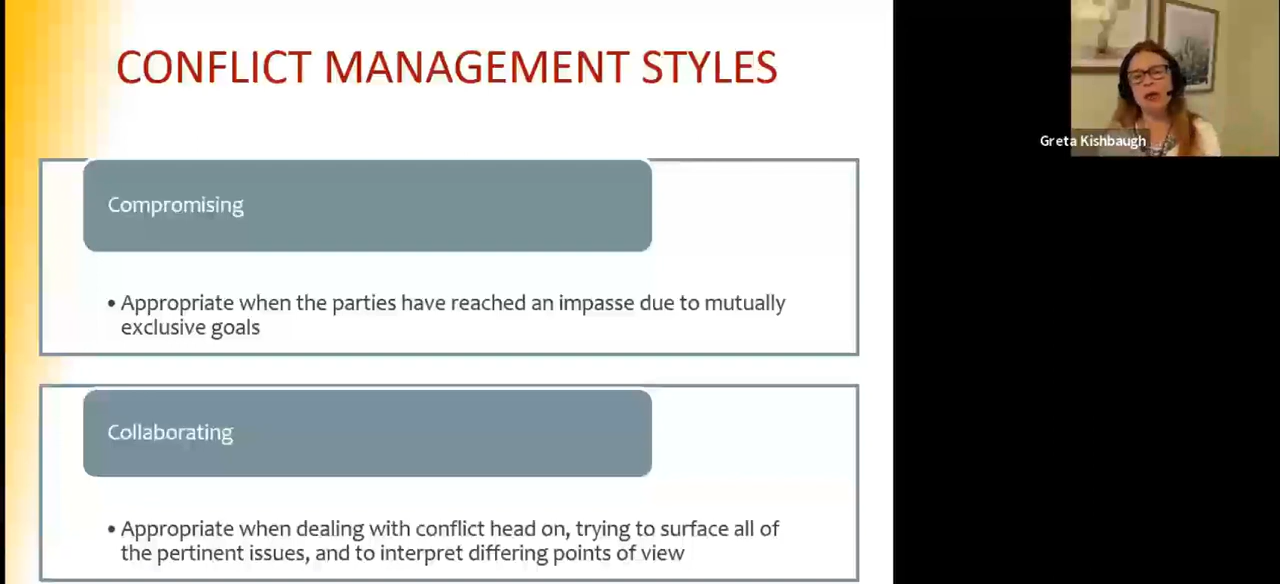 CONFLICT MANAGEMENT STYLES
Greta Kishbaugh
Compromising
• Appropriate when the parties have reached an impasse due to mutually
exclusive goals
Collaborating
• Appropriate when dealing with conflict head on, trying to surface all of
the pertinent issues, and to interpret differing points of view